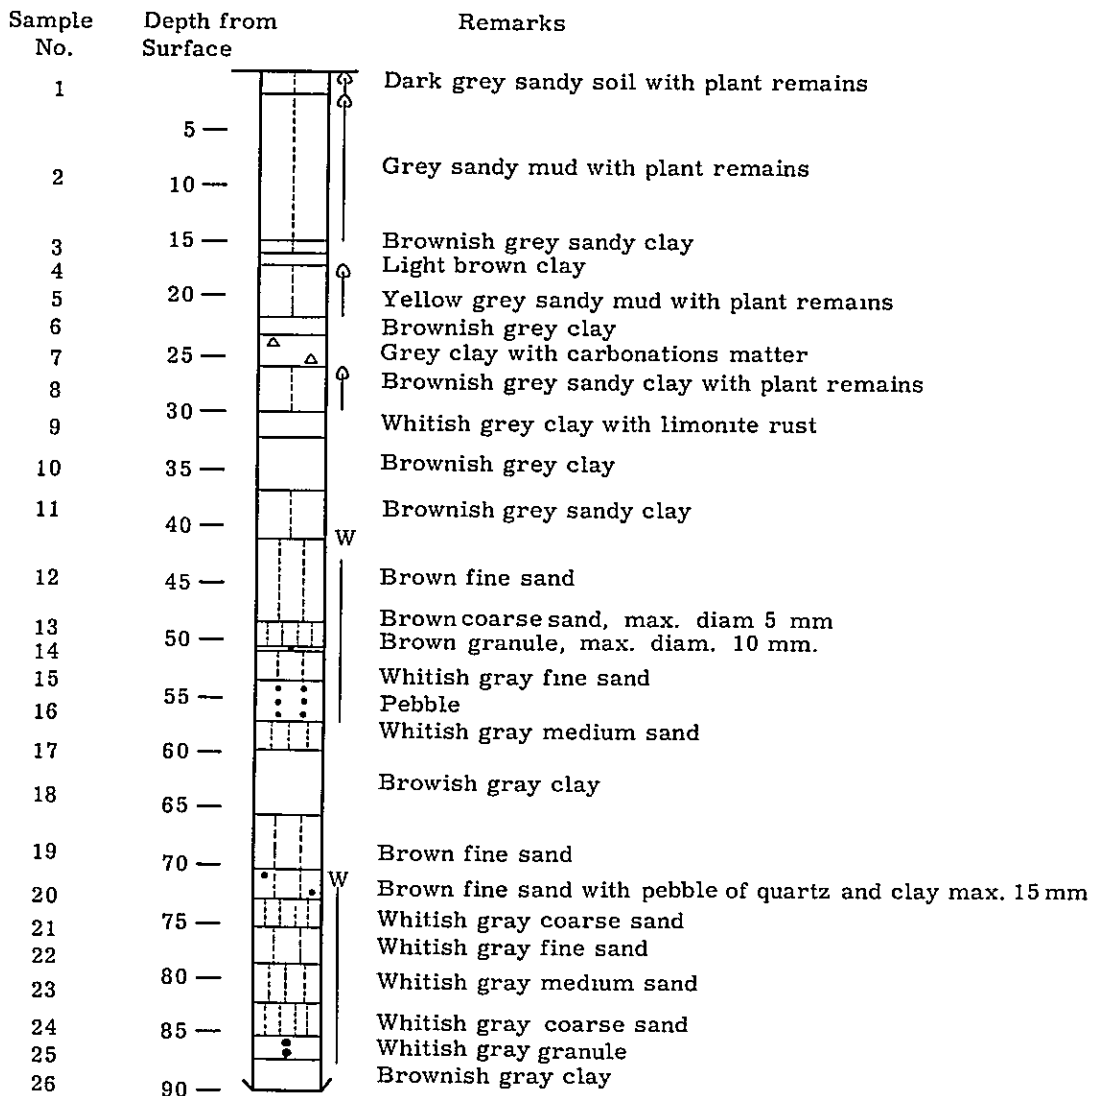 Sample Depth from Remarks
No. Surface
1 Dark grey sandy soil with plant remains
5 —
2 Grey sandy mud with plant remains
10 —
15 —
3 Brownish grey sandy clay
4 Light brown clay
20 —
5 Yellow grey sandy mud with plant remains
6 Brownish grey clay
7 25 — Grey clay with carbonations matter
8 Brownish grey sandy clay with plant remains
30 —
9 Whitish grey clay with limonite rust
10 35 — Brownish grey clay
11 Brownish grey sandy clay
40 — W
12 45 — Brown fine sand
13 Brown coarse sand, max. diam 5 mm
14 50 — Brown granule, max. diam. 10 mm.
15 Whitish gray fine sand
16 55 — Pebble
17 Whitish gray medium sand
60 —
18 Browish gray clay
65 —
19 Brown fine sand
70 — W
20 Brown fine sand with pebble of quartz and clay max. 15 mm
21 75 — Whitish gray coarse sand
22 Whitish gray fine sand
23 80 — Whitish gray medium sand
24 85 — Whitish gray coarse sand
25 Whitish gray granule
26 Brownish gray clay
90 —